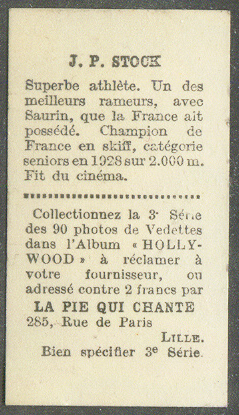 J. P. STOCK
Superbe athlète. Un des
meilleurs rameurs, avec
Saurin, que la France ait
possédé. Champion de
France en skiff, catégorie
seniors en 1928 sur 2.000 m.
Fit du cinéma.
Collectionnez la 3e Série
des 90 photos de Vedettes
dans l'Album « HOLLY-
WOOD » à réclamer à
votre fournisseur, ou
adressé contre 2 francs par
LA PIE QUI CHANTE
285, Rue de Paris
LILLE.
Bien spécifier 3e Série.